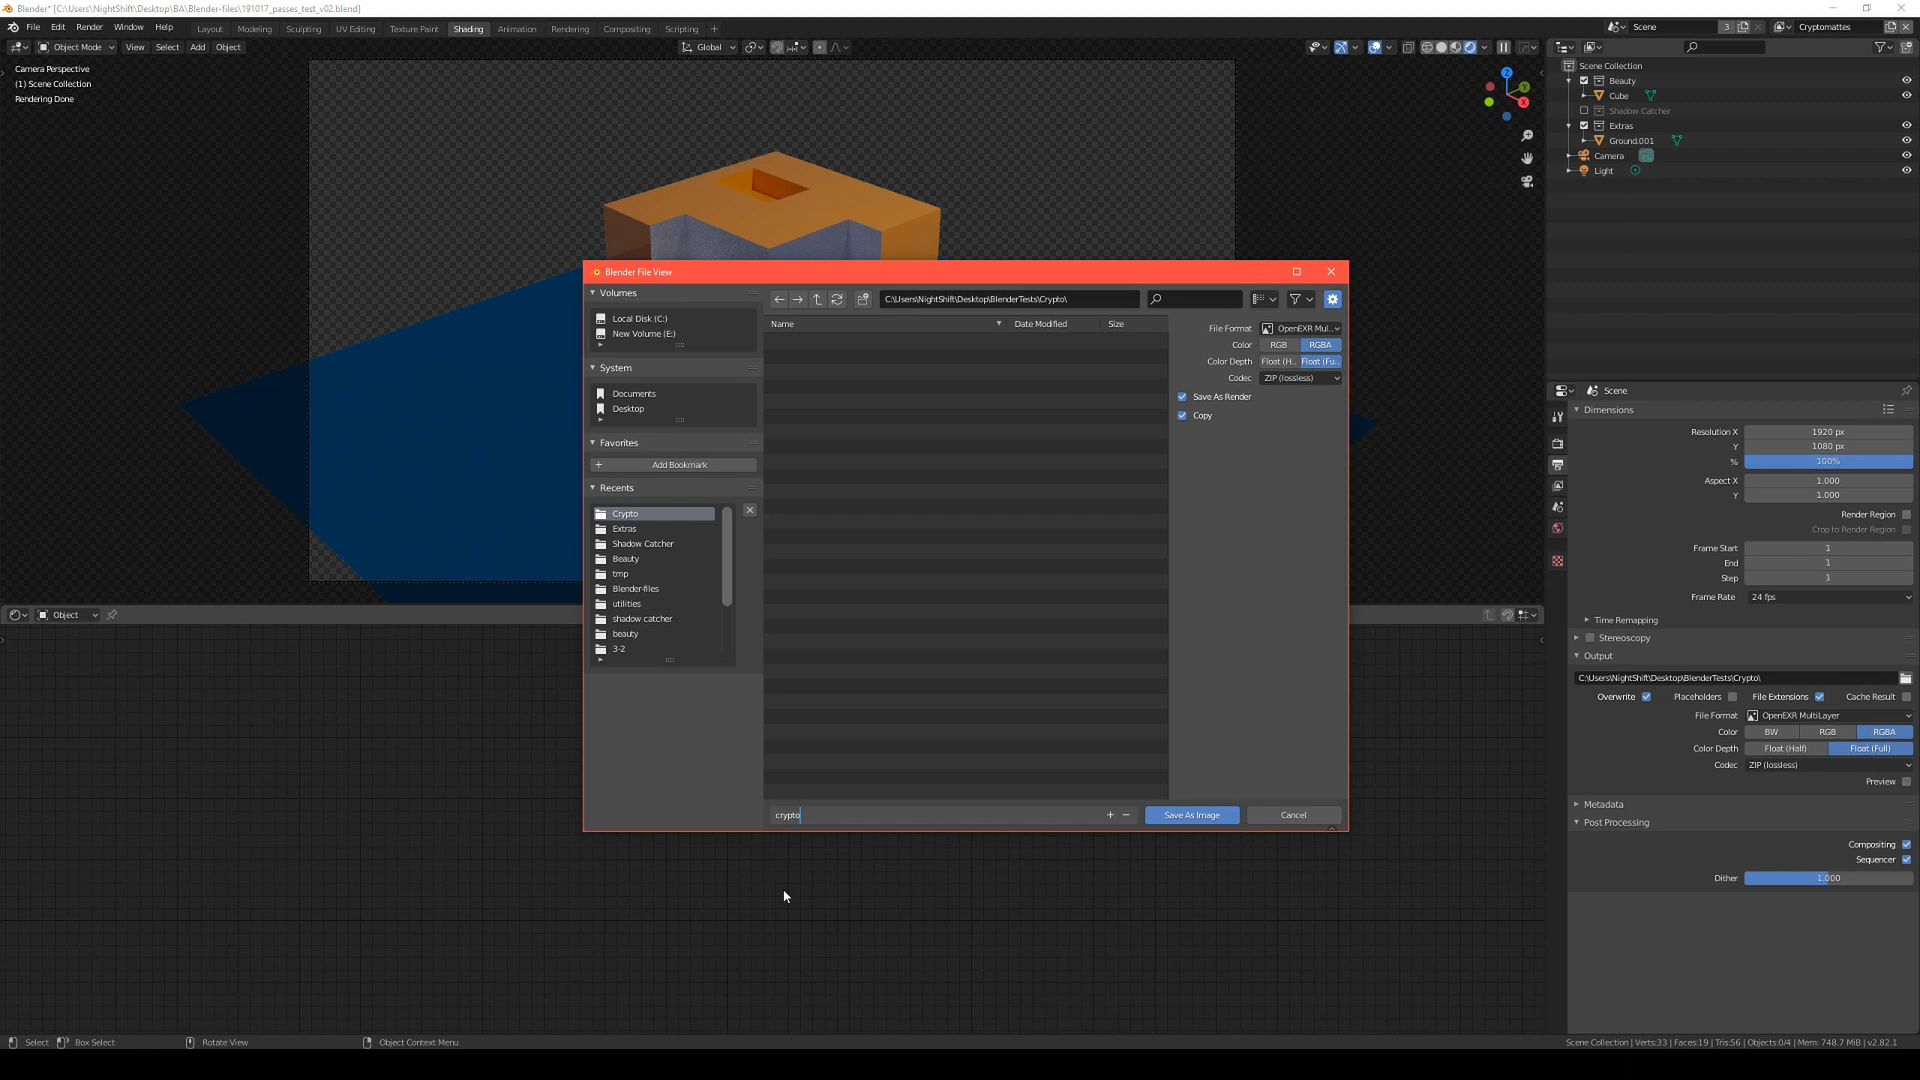 Blender* [C:\Users\NightShift\Desktop\BA\Blender-files\191017_passes_test_v02.blend]
File Edit Render Window Help Layout Modeling Sculpting UV Editing Texture Paint Shading Animation Rendering Compositing Scripting + Scene 3 Cryptomattes
Object Mode View Select Add Object Global
Camera Perspective
(1) Scene Collection
Rendering Done
Z
Y
X
Scene Collection
Beauty
Cube
Shadow Catcher
Extras
Ground.001
Camera
Light
Blender File View
Volumes
Local Disk (C:)
New Volume (E:)
System
Documents
Desktop
Favorites
+ Add Bookmark
Recents
Crypto
Extras
Shadow Catcher
Beauty
tmp
Blender-files
utilities
shadow catcher
beauty
3-2
C:\Users\NightShift\Desktop\BlenderTests\Crypto\
Name Date Modified Size
File Format OpenEXR Mul..
Color RGB RGBA
Color Depth Float (H.. Float (Fu..
Codec ZIP (lossless)
Save As Render
Copy
crypto + − Save As Image Cancel
Scene
Dimensions
Resolution X 1920 px
Y 1080 px
% 100%
Aspect X 1.000
Y 1.000
Render Region
Crop to Render Region
Frame Start 1
End 1
Step 1
Frame Rate 24 fps
Time Remapping
Stereoscopy
Output
C:\Users\NightShift\Desktop\BlenderTests\Crypto\
Overwrite Placeholders File Extensions Cache Result
File Format OpenEXR MultiLayer
Color BW RGB RGBA
Color Depth Float (Half) Float (Full)
Codec ZIP (lossless)
Preview
Metadata
Post Processing
Compositing
Sequencer
Dither 1.000
Object
Select Box Select Rotate View Object Context Menu Scene Collection | Verts:33 | Faces:19 | Tris:56 | Objects:0/4 | Mem: 748.7 MiB | v2.82.1